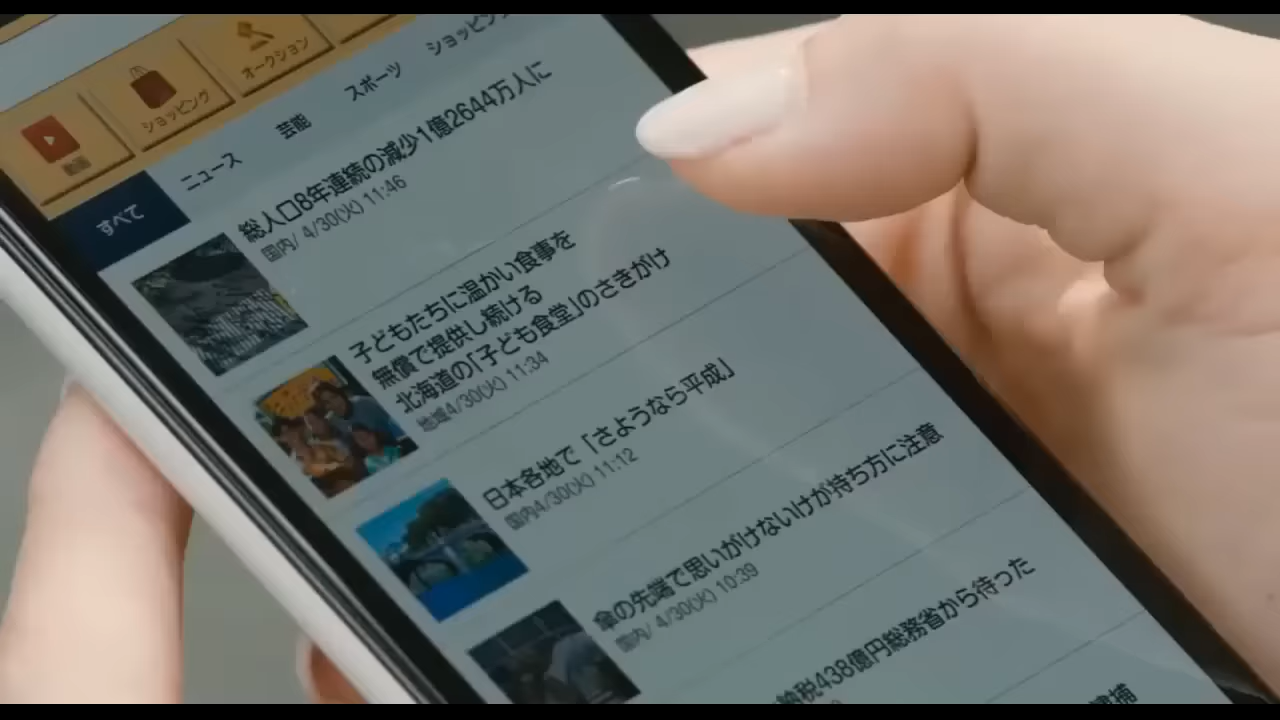 動画
ショッピング
オークション
すべて
ニュース
芸能
スポーツ
ショッピング
総人口8年連続の減少1億2644万人に
国内/ 4/30(火) 11:46
子どもたちに温かい食事を
無償で提供し続ける
北海道の「子ども食堂」のさきがけ
地域4/30(火) 11:34
日本各地で「さようなら平成」
国内4/30(火) 11:12
傘の先端で思いがけないけが持ち方に注意
国内/ 4/30(火) 10:39
納税438億円総務省から待った
逮捕